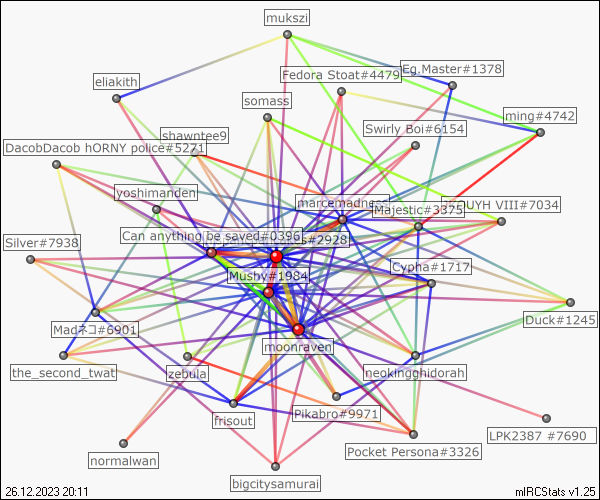 mukszi
Fedora Stoat#4479
Eg.Master#1378
eliakith
somass
ming#4742
Swirly Boi#6154
shawntee9
DacobDacob hORNY police#5271
yoshimanden
marcemadness
UYH VIII#7034
Majestic#3375
Can anything be saved#0396
s#2928
Silver#7938
Mushy#1984
Cypha#1717
Madネコ#6901
Duck#1245
moonraven
the_second_twat
zebula
neokingghidorah
Pikabro#9971
frisout
LPK2387 #7690
Pocket Persona#3326
normalwan
bigcitysamurai
26.12.2023 20:11
mIRCStats v1.25